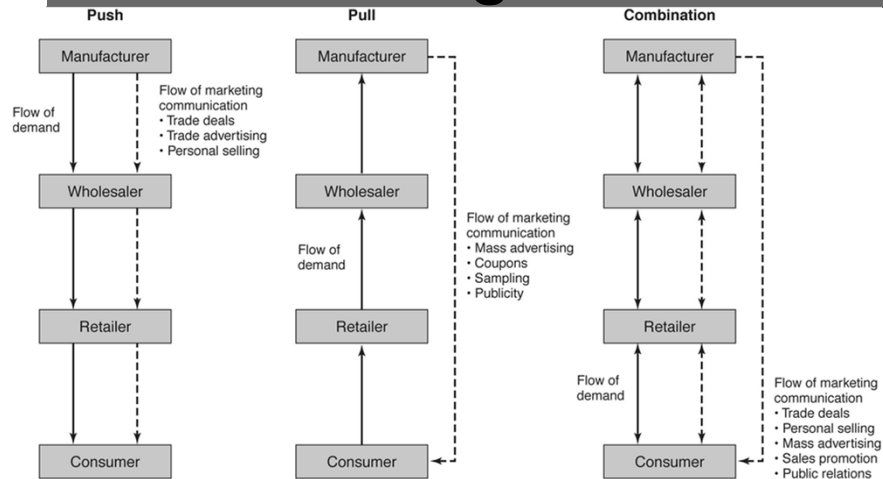 Push
Manufacturer
Flow of
demand
Flow of marketing
communication
• Trade deals
• Trade advertising
• Personal selling
Wholesaler
Retailer
Consumer
Pull
Manufacturer
Wholesaler
Flow of
demand
Flow of marketing
communication
• Mass advertising
• Coupons
• Sampling
• Publicity
Retailer
Consumer
Combination
Manufacturer
Wholesaler
Retailer
Flow of
demand
Flow of marketing
communication
• Trade deals
• Personal selling
• Mass advertising
• Sales promotion
• Public relations
Consumer